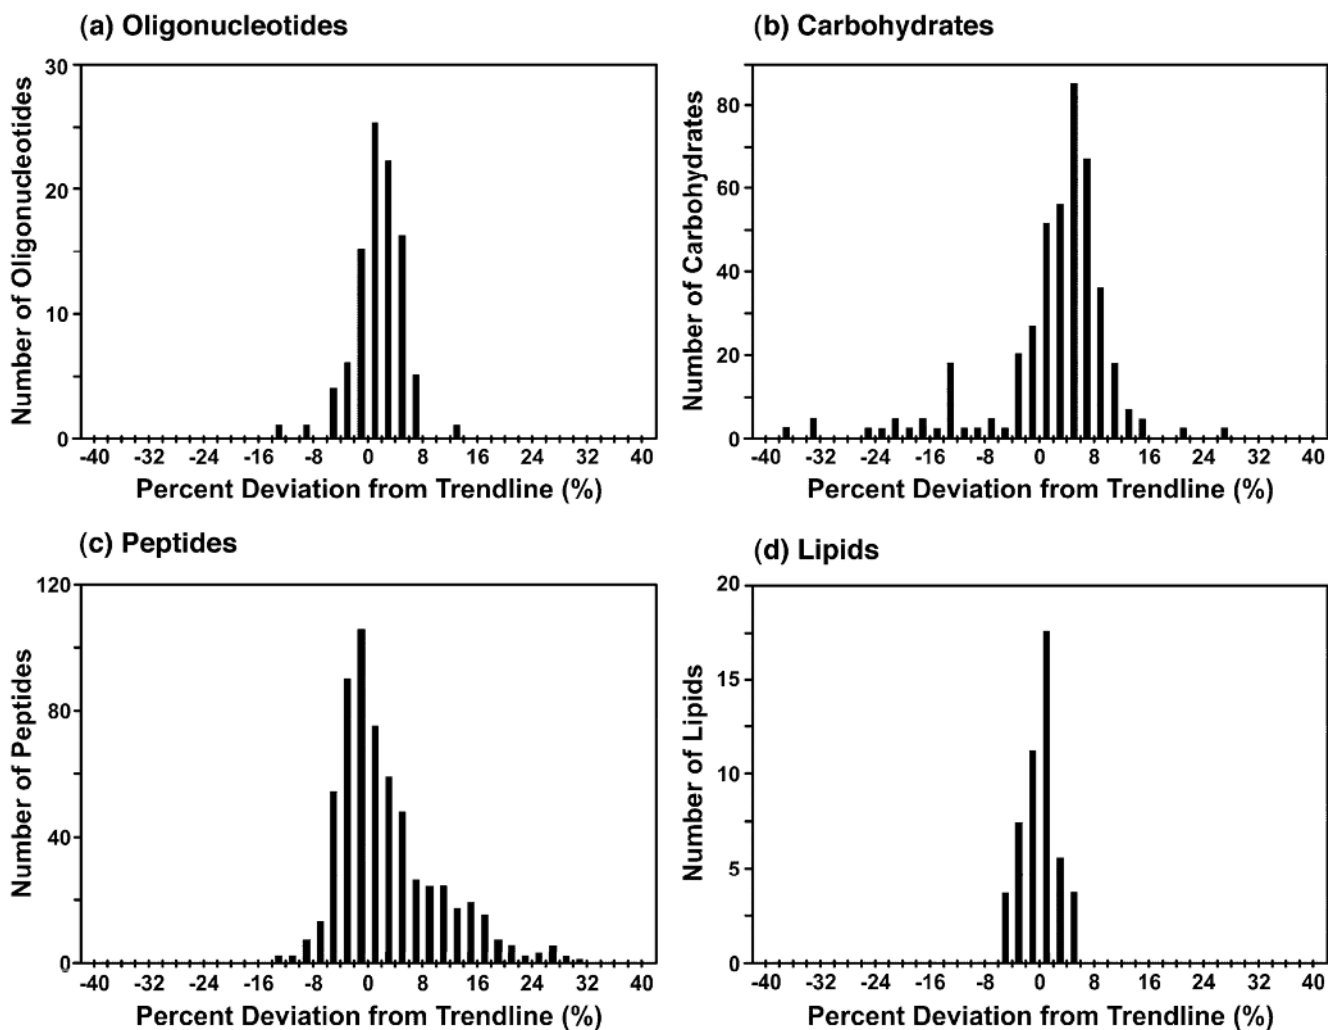 (a) Oligonucleotides
Number of Oligonucleotides
30
20
10
0
-40 -32 -24 -16 -8 0 8 16 24 32 40
Percent Deviation from Trendline (%)
(b) Carbohydrates
Number of Carbohydrates
80
60
40
20
0
-40 -32 -24 -16 -8 0 8 16 24 32 40
Percent Deviation from Trendline (%)
(c) Peptides
Number of Peptides
120
80
40
0
-40 -32 -24 -16 -8 0 8 16 24 32 40
Percent Deviation from Trendline (%)
(d) Lipids
Number of Lipids
20
15
10
5
0
-40 -32 -24 -16 -8 0 8 16 24 32 40
Percent Deviation from Trendline (%)